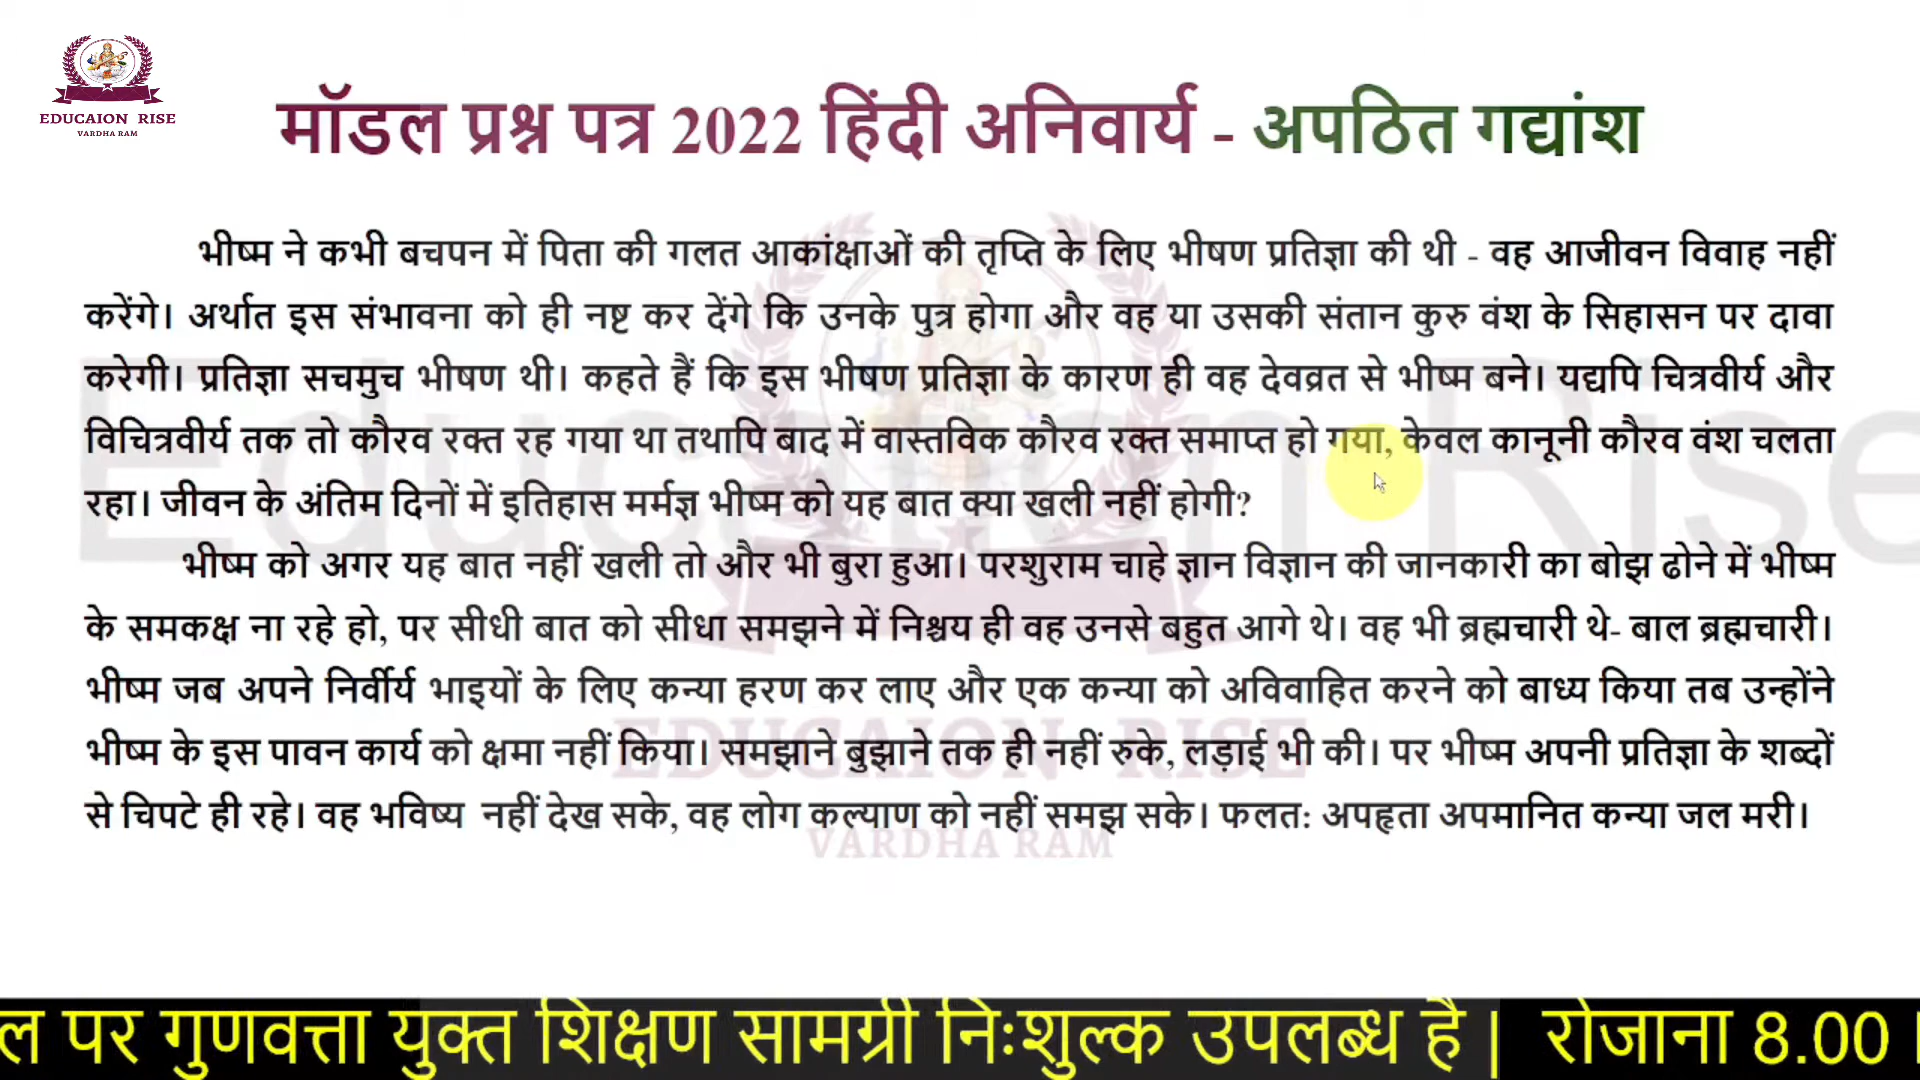 EDUCAION RISE
VARDHA RAM
मॉडल प्रश्न पत्र 2022 हिंदी अनिवार्य - अपठित गद्यांश
भीष्म ने कभी बचपन में पिता की गलत आकांक्षाओं की तृप्ति के लिए भीषण प्रतिज्ञा की थी - वह आजीवन विवाह नहीं
करेंगे। अर्थात इस संभावना को ही नष्ट कर देंगे कि उनके पुत्र होगा और वह या उसकी संतान कुरु वंश के सिहासन पर दावा
करेगी। प्रतिज्ञा सचमुच भीषण थी। कहते हैं कि इस भीषण प्रतिज्ञा के कारण ही वह देवव्रत से भीष्म बने। यद्यपि चित्रवीर्य और
विचित्रवीर्य तक तो कौरव रक्त रह गया था तथापि बाद में वास्तविक कौरव रक्त समाप्त हो गया, केवल कानूनी कौरव वंश चलता
रहा। जीवन के अंतिम दिनों में इतिहास मर्मज्ञ भीष्म को यह बात क्या खली नहीं होगी?
भीष्म को अगर यह बात नहीं खली तो और भी बुरा हुआ। परशुराम चाहे ज्ञान विज्ञान की जानकारी का बोझ ढोने में भीष्म
के समकक्ष ना रहे हो, पर सीधी बात को सीधा समझने में निश्चय ही वह उनसे बहुत आगे थे। वह भी ब्रह्मचारी थे- बाल ब्रह्मचारी।
भीष्म जब अपने निर्वीर्य भाइयों के लिए कन्या हरण कर लाए और एक कन्या को अविवाहित करने को बाध्य किया तब उन्होंने
भीष्म के इस पावन कार्य को क्षमा नहीं किया। समझाने बुझाने तक ही नहीं रुके, लड़ाई भी की। पर भीष्म अपनी प्रतिज्ञा के शब्दों
से चिपटे ही रहे। वह भविष्य नहीं देख सके, वह लोग कल्याण को नहीं समझ सके। फलत: अपहृता अपमानित कन्या जल मरी।
Education Rise
EDUCAION RISE
VARDHA RAM
ल पर गुणवत्ता युक्त शिक्षण सामग्री निःशुल्क उपलब्ध है | रोजाना 8.00